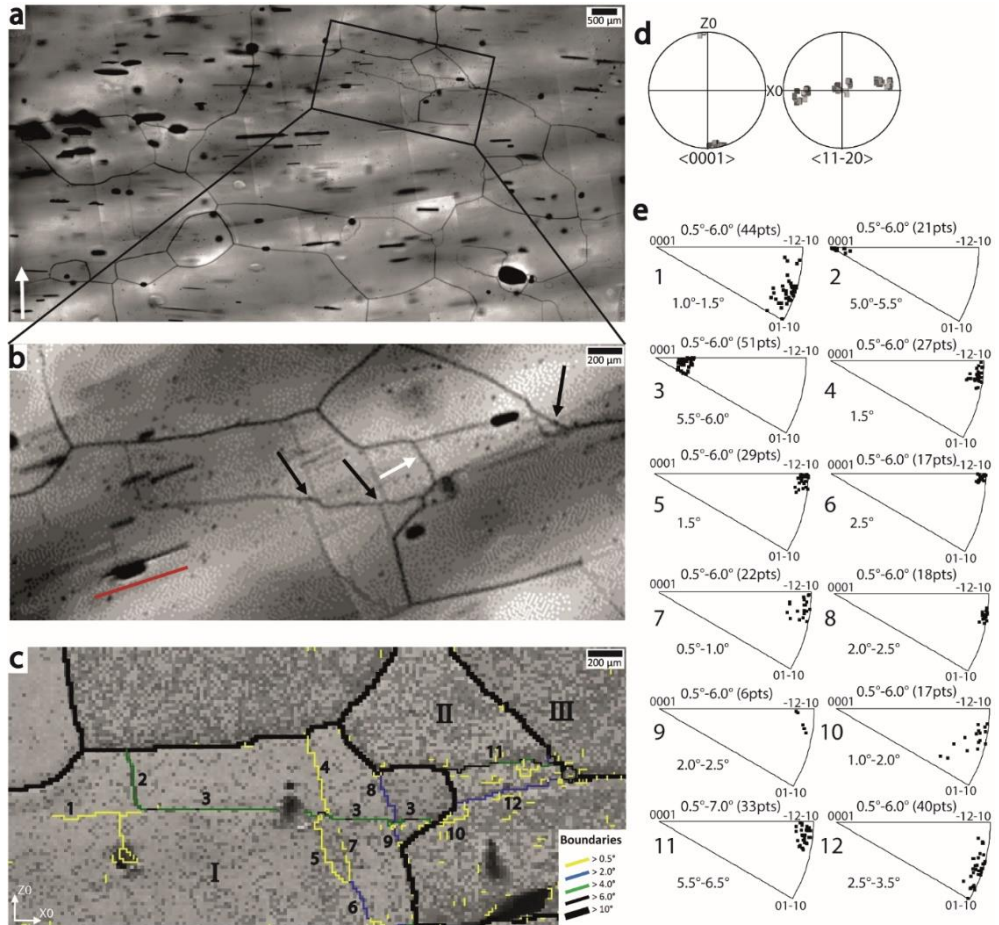 a
500 µm
b
200 µm
c
200 µm
II
III
11
2
4
8
12
3
1
3
3
10
7
9
5
I
6
Boundaries
> 0.5°
> 2.0°
> 4.0°
> 6.0°
> 10°
Z0
X0
d
Z0
X0
<0001>
<11-20>
e
0.5°-6.0° (44pts)
0001
-12-10
1
1.0°-1.5°
01-10
0.5°-6.0° (21pts)
0001
-12-10
2
5.0°-5.5°
01-10
0.5°-6.0° (51pts)
0001
-12-10
3
5.5°-6.0°
01-10
0.5°-6.0° (27pts)
0001
-12-10
4
1.5°
01-10
0.5°-6.0° (29pts)
0001
-12-10
5
1.5°
01-10
0.5°-6.0° (17pts)
0001
-12-10
6
2.5°
01-10
0.5°-6.0° (22pts)
0001
-12-10
7
0.5°-1.0°
01-10
0.5°-6.0° (18pts)
0001
-12-10
8
2.0°-2.5°
01-10
0.5°-6.0° (6pts)
0001
-12-10
9
2.0°-2.5°
01-10
0.5°-6.0° (17pts)
0001
-12-10
10
1.0°-2.0°
01-10
0.5°-7.0° (33pts)
0001
-12-10
11
5.5°-6.5°
01-10
0.5°-6.0° (40pts)
0001
-12-10
12
2.5°-3.5°
01-10